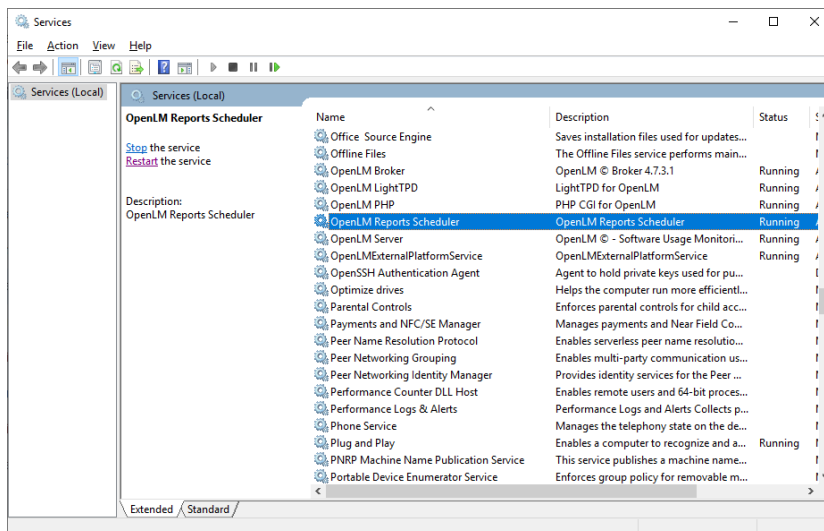 Services
File Action View Help
Services (Local)
Services (Local)
OpenLM Reports Scheduler
Stop the service
Restart the service
Description:
OpenLM Reports Scheduler
Name Description Status
Office Source Engine Saves installation files used for updates...
Offline Files The Offline Files service performs main...
OpenLM Broker OpenLM © Broker 4.7.3.1 Running
OpenLM LightTPD LightTPD for OpenLM Running
OpenLM PHP PHP CGI for OpenLM Running
OpenLM Reports Scheduler OpenLM Reports Scheduler Running
OpenLM Server OpenLM © - Software Usage Monitori... Running
OpenLMExternalPlatformService OpenLMExternalPlatformService Running
OpenSSH Authentication Agent Agent to hold private keys used for pu...
Optimize drives Helps the computer run more efficientl...
Parental Controls Enforces parental controls for child acc...
Payments and NFC/SE Manager Manages payments and Near Field Co...
Peer Name Resolution Protocol Enables serverless peer name resolutio...
Peer Networking Grouping Enables multi-party communication us...
Peer Networking Identity Manager Provides identity services for the Peer ...
Performance Counter DLL Host Enables remote users and 64-bit proces...
Performance Logs & Alerts Performance Logs and Alerts Collects p...
Phone Service Manages the telephony state on the de...
Plug and Play Enables a computer to recognize and a... Running
PNRP Machine Name Publication Service This service publishes a machine name...
Portable Device Enumerator Service Enforces group policy for removable m...
Extended Standard